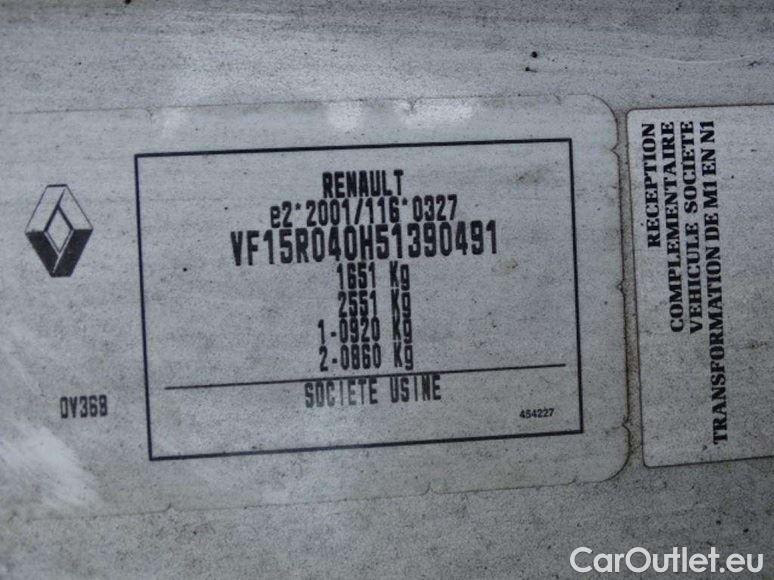 RENAULT
e2*2001/116*0327
VF15R040H51390491
1651 Kg
2551 Kg
1-0920 Kg
2-0860 Kg
SOCIETE USINE
0V368
454227
RECEPTION
COMPLEMENTAIRE
VEHICULE SOCIETE
TRANSFORMATION DE M1 EN N1
CarOutlet.eu